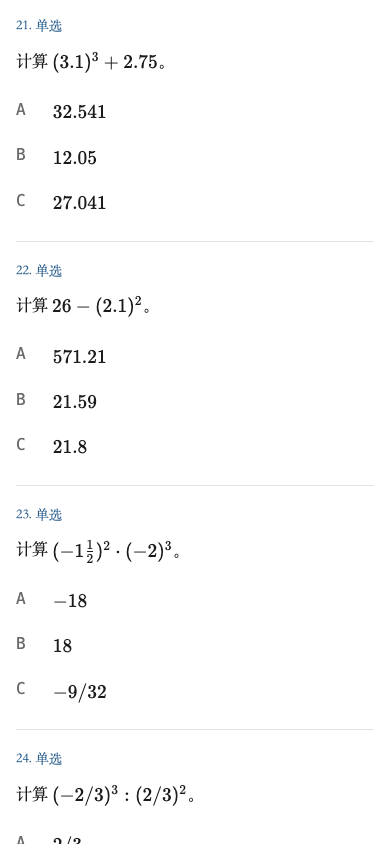 21. 单选
计算 (3.1)³ + 2.75。
A 32.541
B 12.05
C 27.041
22. 单选
计算 26 − (2.1)²。
A 571.21
B 21.59
C 21.8
23. 单选
计算 (−1½)² · (−2)³。
A −18
B 18
C −9/32
24. 单选
计算 (−2/3)³ : (2/3)²。
A 2/3